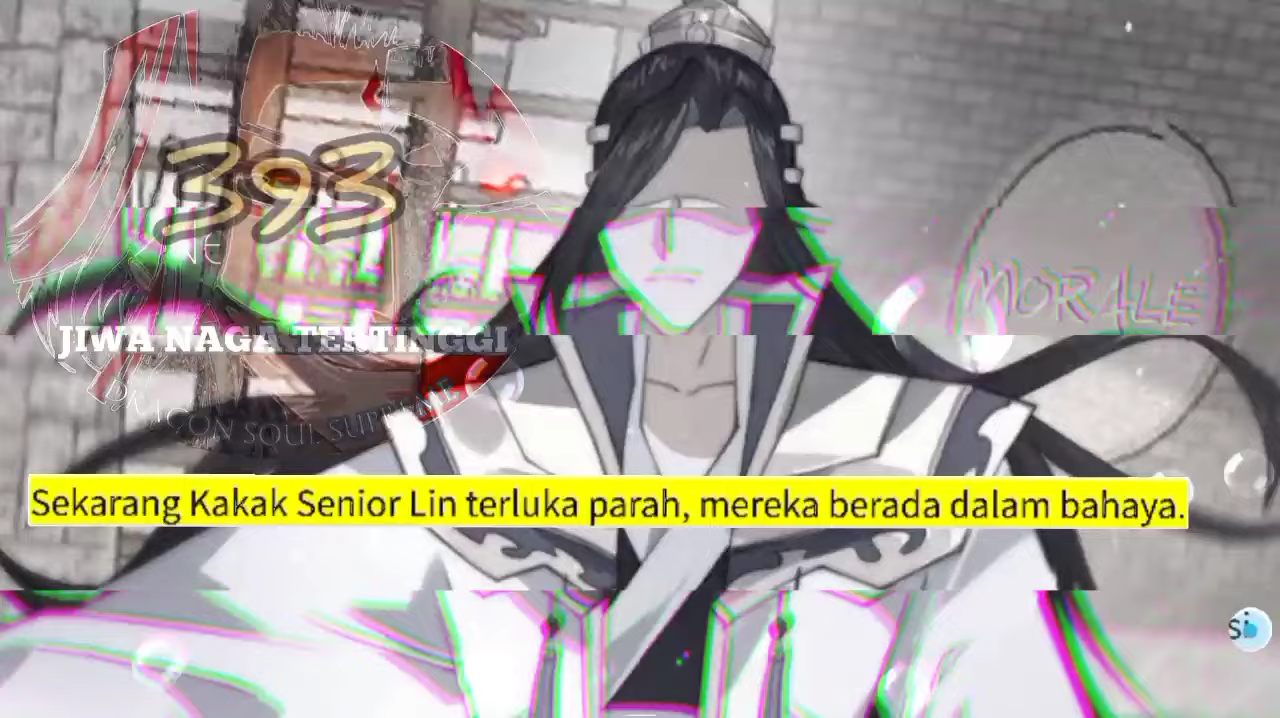 393
JIWA NAGA TERTINGGI
DRAGON SOUL SUPREME
MORALE
Sekarang Kakak Senior Lin terluka parah, mereka berada dalam bahaya.